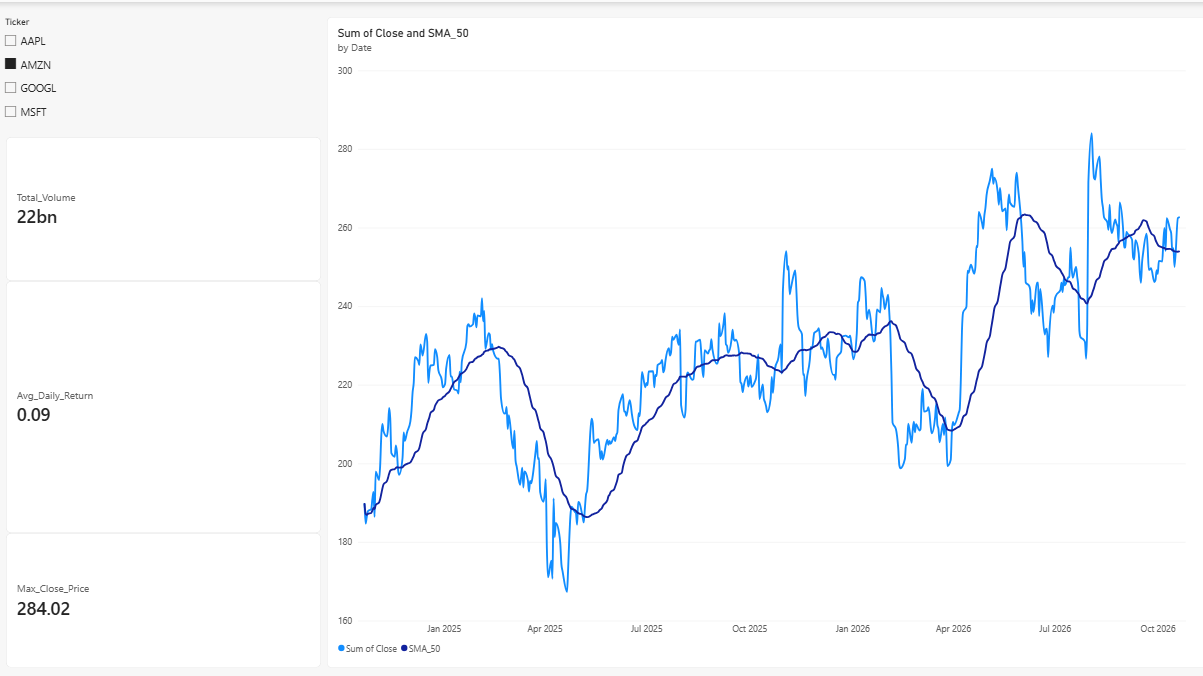 Ticker
AAPL
AMZN
GOOGL
MSFT
Total_Volume
22bn
Avg_Daily_Return
0.09
Max_Close_Price
284.02
Sum of Close and SMA_50
by Date
300
280
260
240
220
200
180
160
Jan 2025 Apr 2025 Jul 2025 Oct 2025 Jan 2026 Apr 2026 Jul 2026 Oct 2026
Sum of Close SMA_50